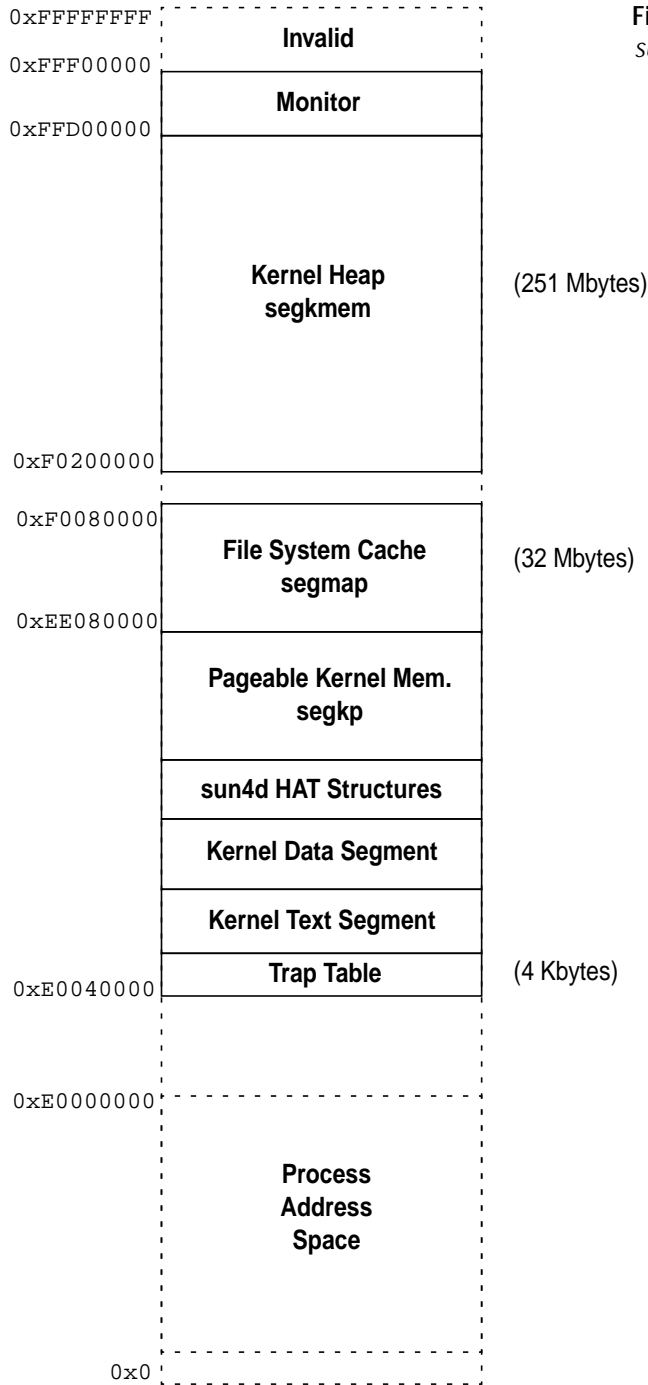 0xFFFFFFFF
Invalid
0xFFF00000
Monitor
0xFFD00000
Kernel Heap
segkmem
(251 Mbytes)
0xF0200000
0xF0080000
File System Cache
segmap
(32 Mbytes)
0xEE080000
Pageable Kernel Mem.
segkp
sun4d HAT Structures
Kernel Data Segment
Kernel Text Segment
Trap Table
(4 Kbytes)
0xE0040000
0xE0000000
Process
Address
Space
0x0